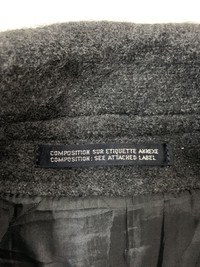 COMPOSITION SUR ETIQUETTE ANNEXE
COMPOSITION: SEE ATTACHED LABEL